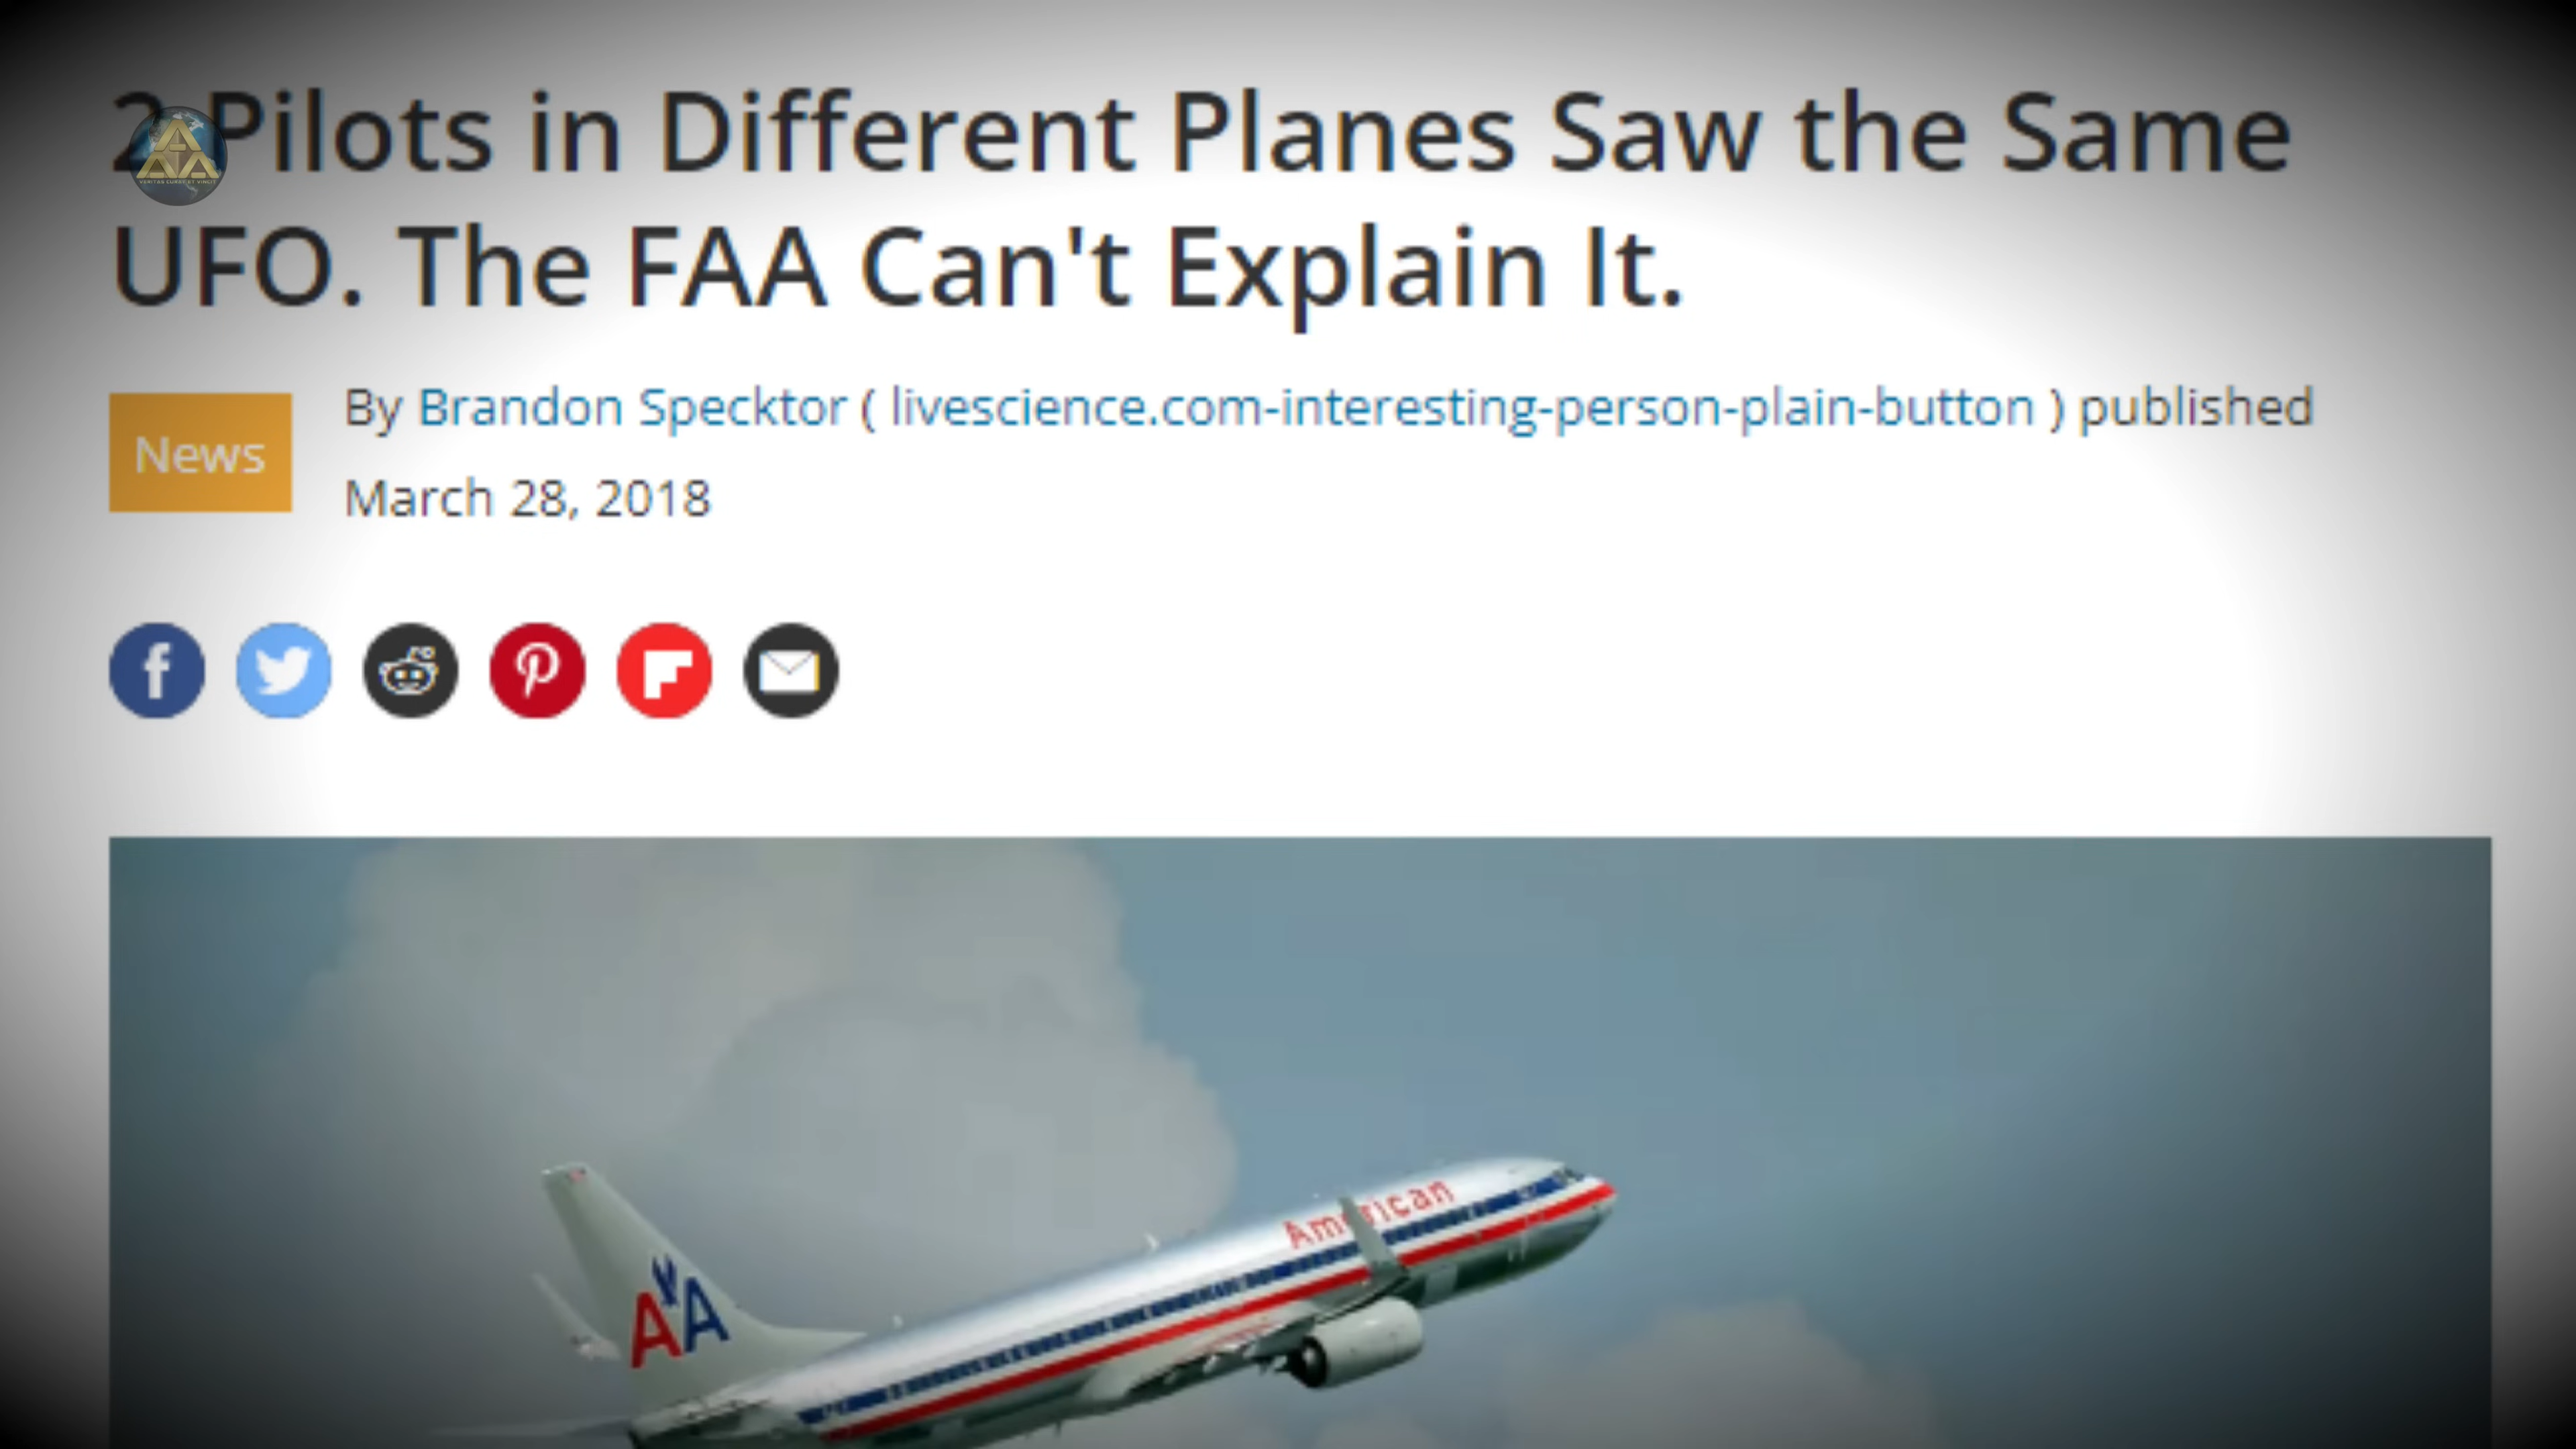 2 Pilots in Different Planes Saw the Same
UFO. The FAA Can't Explain It.
News
By Brandon Specktor ( livescience.com-interesting-person-plain-button ) published
March 28, 2018
American
AA